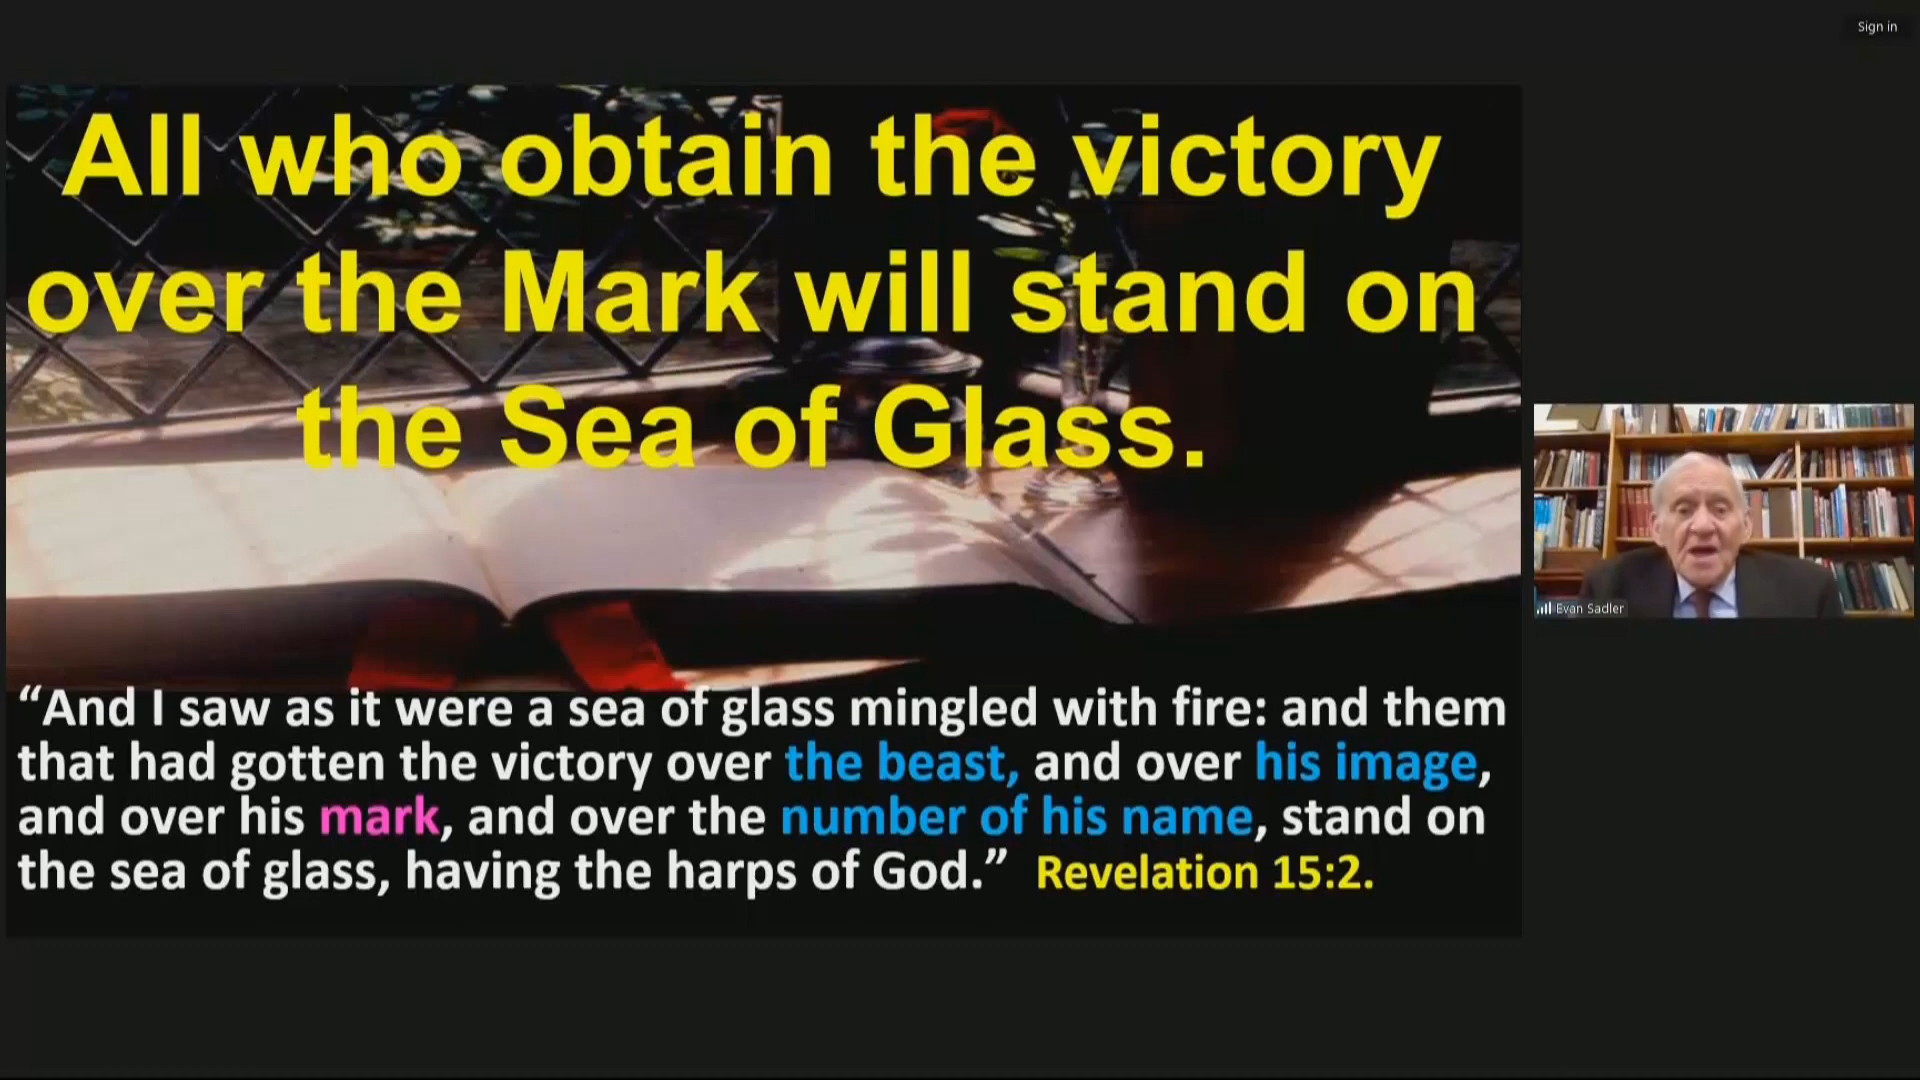 Sign in
All who obtain the victory
over the Mark will stand on
the Sea of Glass.
“And I saw as it were a sea of glass mingled with fire: and them
that had gotten the victory over the beast, and over his image,
and over his mark, and over the number of his name, stand on
the sea of glass, having the harps of God.” Revelation 15:2.
Evan Sadler